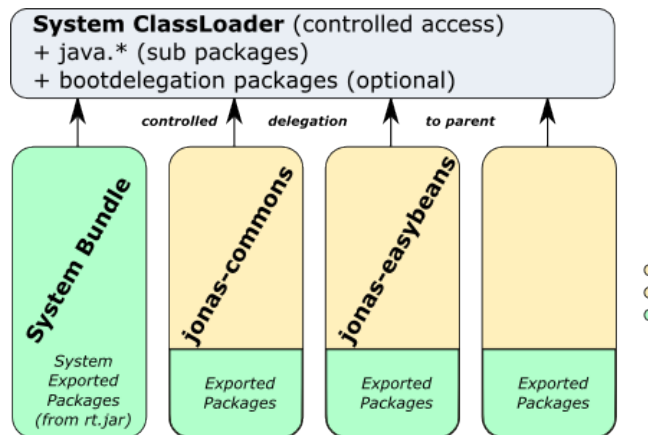 System ClassLoader (controlled access)
+ java.* (sub packages)
+ bootdelegation packages (optional)
controlled delegation to parent
System Bundle
jonas-commons
jonas-easybeans
System
Exported
Packages
(from rt.jar)
Exported
Packages
Exported
Packages
Exported
Packages